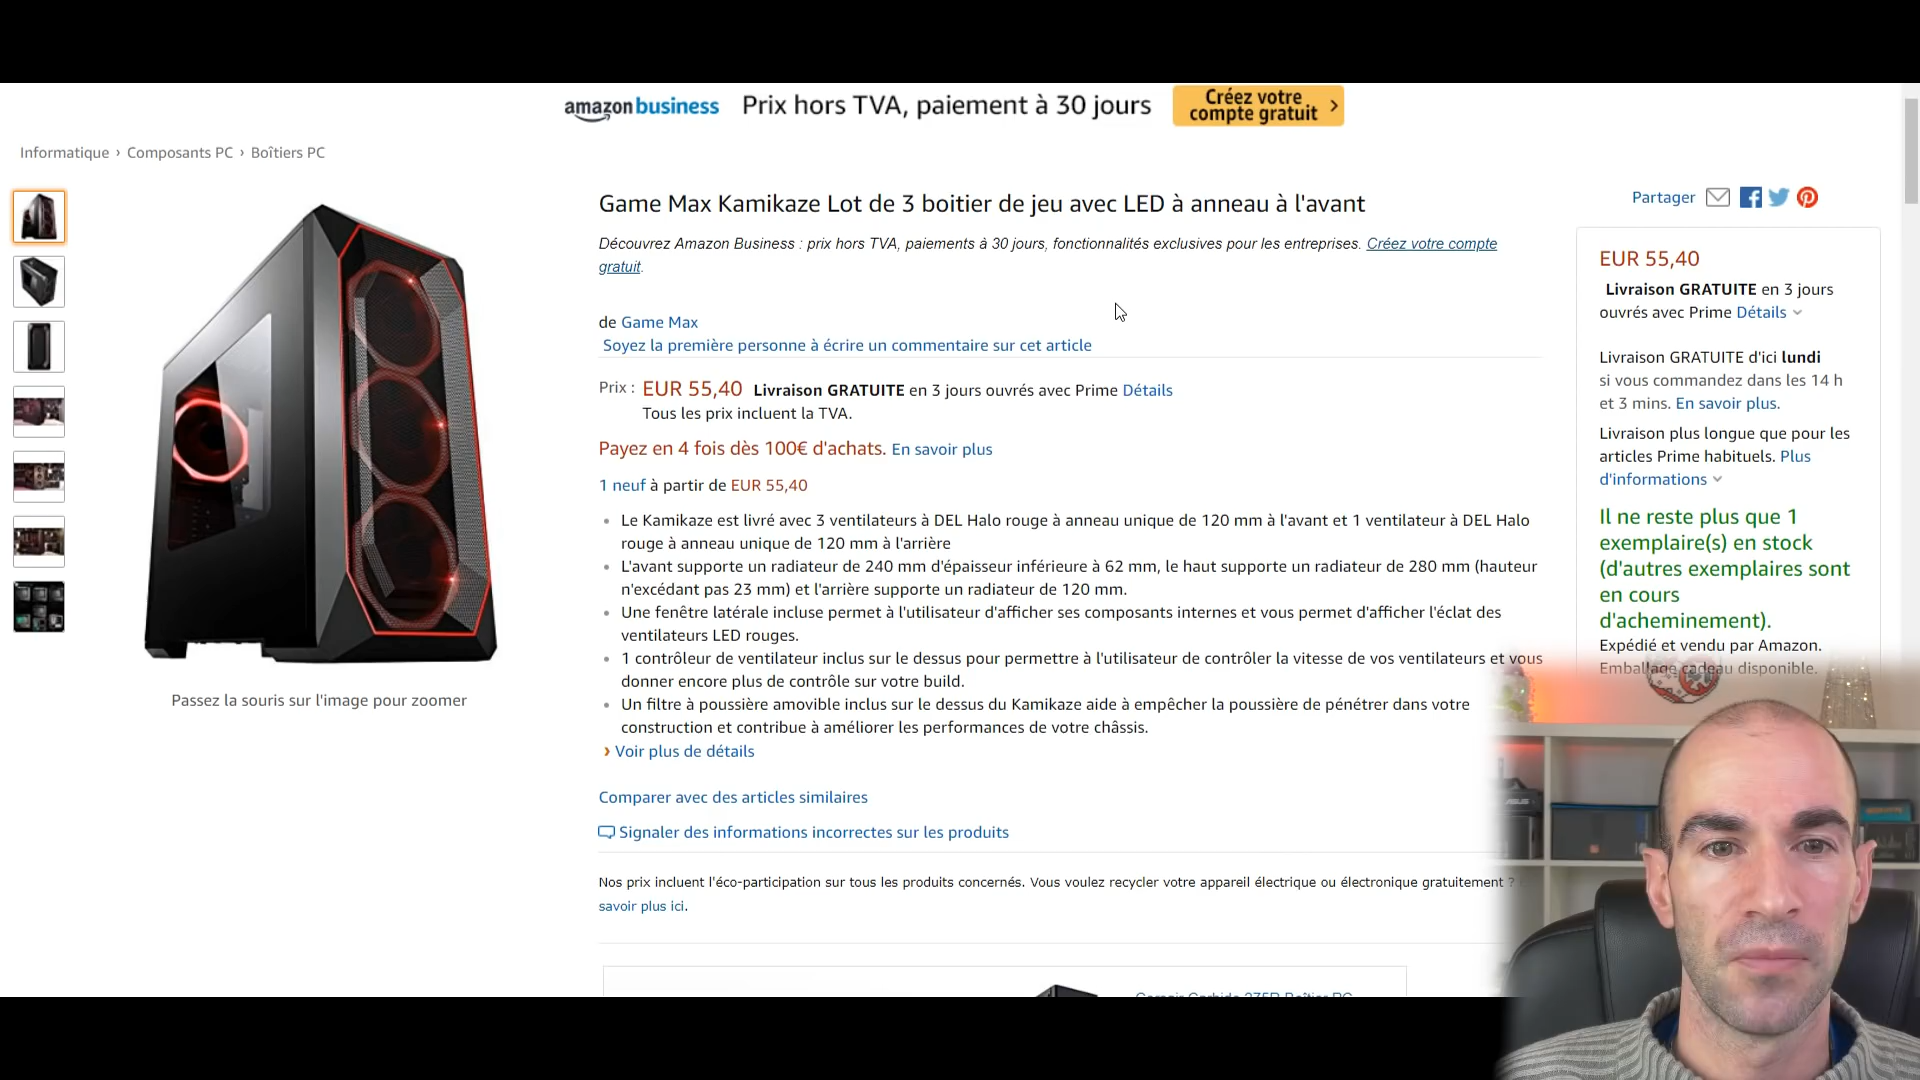 amazon business Prix hors TVA, paiement à 30 jours
Créez votre
compte gratuit
Informatique › Composants PC › Boîtiers PC
Game Max Kamikaze Lot de 3 boitier de jeu avec LED à anneau à l'avant
Découvrez Amazon Business : prix hors TVA, paiements à 30 jours, fonctionnalités exclusives pour les entreprises. Créez votre compte
gratuit.
de Game Max
Soyez la première personne à écrire un commentaire sur cet article
Prix : EUR 55,40 Livraison GRATUITE en 3 jours ouvrés avec Prime Détails
Tous les prix incluent la TVA.
Payez en 4 fois dès 100€ d'achats. En savoir plus
1 neuf à partir de EUR 55,40
Le Kamikaze est livré avec 3 ventilateurs à DEL Halo rouge à anneau unique de 120 mm à l'avant et 1 ventilateur à DEL Halo
rouge à anneau unique de 120 mm à l'arrière
L'avant supporte un radiateur de 240 mm d'épaisseur inférieure à 62 mm, le haut supporte un radiateur de 280 mm (hauteur
n'excédant pas 23 mm) et l'arrière supporte un radiateur de 120 mm.
Une fenêtre latérale incluse permet à l'utilisateur d'afficher ses composants internes et vous permet d'afficher l'éclat des
ventilateurs LED rouges.
1 contrôleur de ventilateur inclus sur le dessus pour permettre à l'utilisateur de contrôler la vitesse de vos ventilateurs et vous
donner encore plus de contrôle sur votre build.
Un filtre à poussière amovible inclus sur le dessus du Kamikaze aide à empêcher la poussière de pénétrer dans votre
construction et contribue à améliorer les performances de votre châssis.
› Voir plus de détails
Comparer avec des articles similaires
Signaler des informations incorrectes sur les produits
Nos prix incluent l'éco-participation sur tous les produits concernés. Vous voulez recycler votre appareil électrique ou électronique gratuitement ?
savoir plus ici.
Passez la souris sur l'image pour zoomer
Partager
EUR 55,40
Livraison GRATUITE en 3 jours
ouvrés avec Prime Détails
Livraison GRATUITE d'ici lundi
si vous commandez dans les 14 h
et 3 mins. En savoir plus.
Livraison plus longue que pour les
articles Prime habituels. Plus
d'informations
Il ne reste plus que 1
exemplaire(s) en stock
(d'autres exemplaires sont
en cours
d'acheminement).
Expédié et vendu par Amazon.
Emballage cadeau disponible.
ASUS